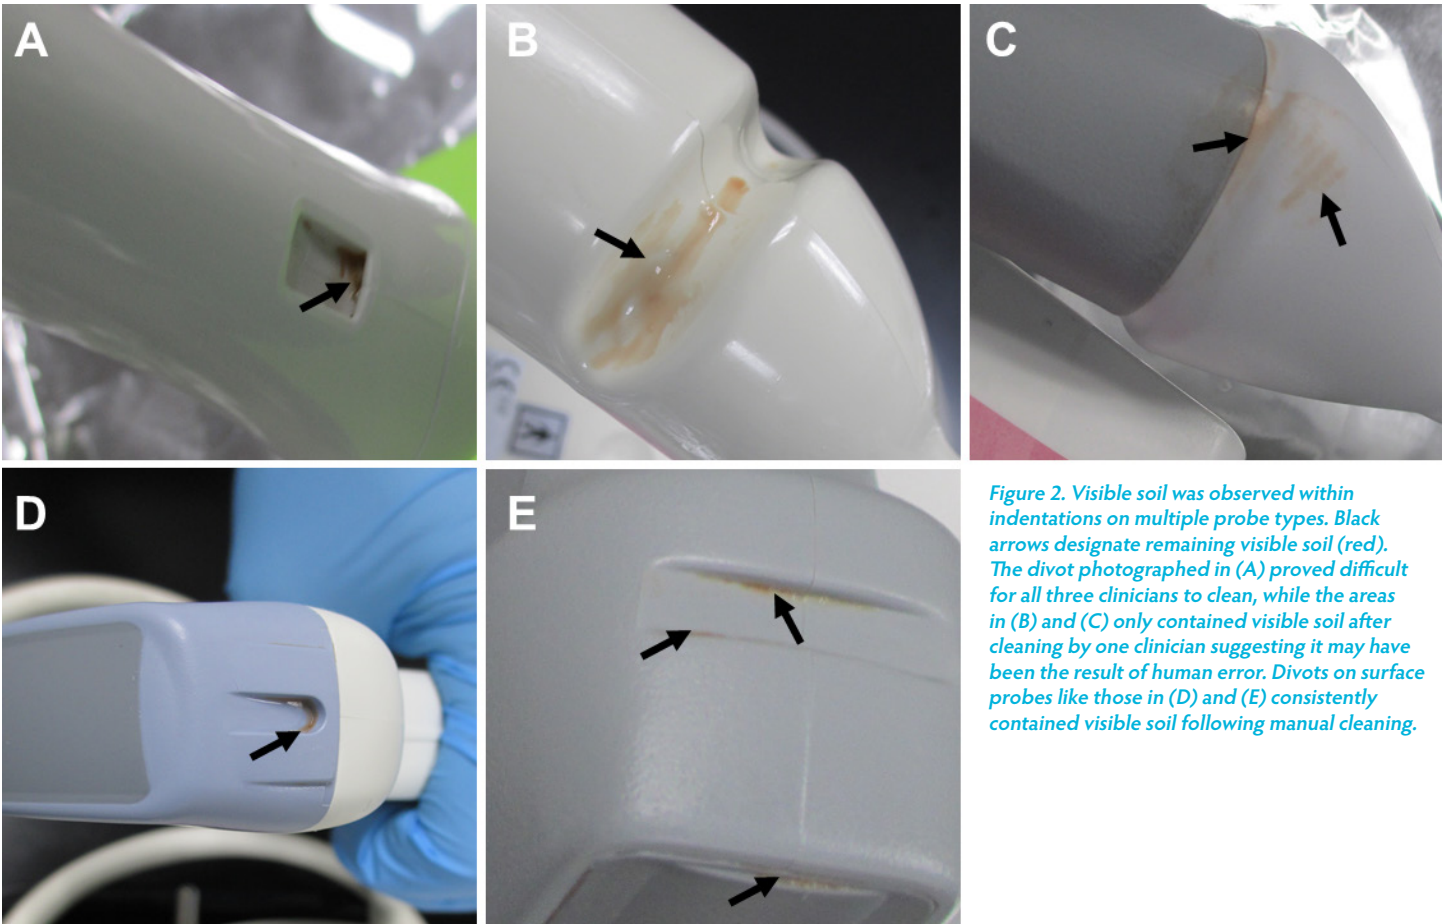 A
B
C
CE
D
E
Figure 2. Visible soil was observed within
indentations on multiple probe types. Black
arrows designate remaining visible soil (red).
The divot photographed in (A) proved difficult
for all three clinicians to clean, while the areas
in (B) and (C) only contained visible soil after
cleaning by one clinician suggesting it may have
been the result of human error. Divots on surface
probes like those in (D) and (E) consistently
contained visible soil following manual cleaning.